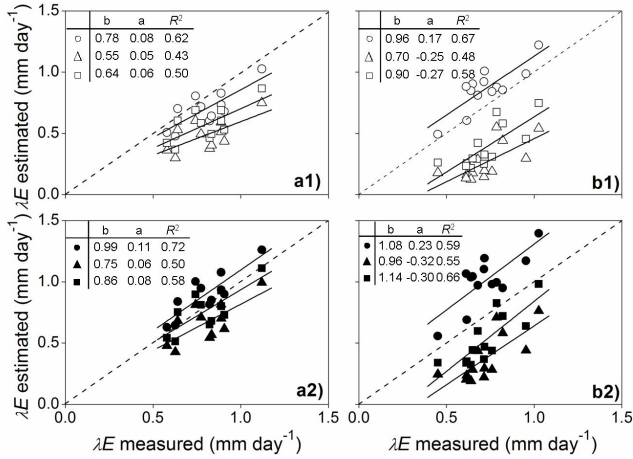 b a R²
○ 0.78 0.08 0.62
△ 0.55 0.05 0.43
□ 0.64 0.06 0.50
b a R²
○ 0.96 0.17 0.67
△ 0.70 -0.25 0.48
□ 0.90 -0.27 0.58
1.5
1.0
0.5
0.0
λE estimated (mm day⁻¹)
a1)
b1)
b a R²
● 0.99 0.11 0.72
▲ 0.75 0.06 0.50
■ 0.86 0.08 0.58
b a R²
● 1.08 0.23 0.59
▲ 0.96 -0.32 0.55
■ 1.14 -0.30 0.66
1.5
1.0
0.5
0.0
λE estimated (mm day⁻¹)
a2)
b2)
0.0 0.5 1.0 1.5
0.0 0.5 1.0 1.5
λE measured (mm day⁻¹)
λE measured (mm day⁻¹)